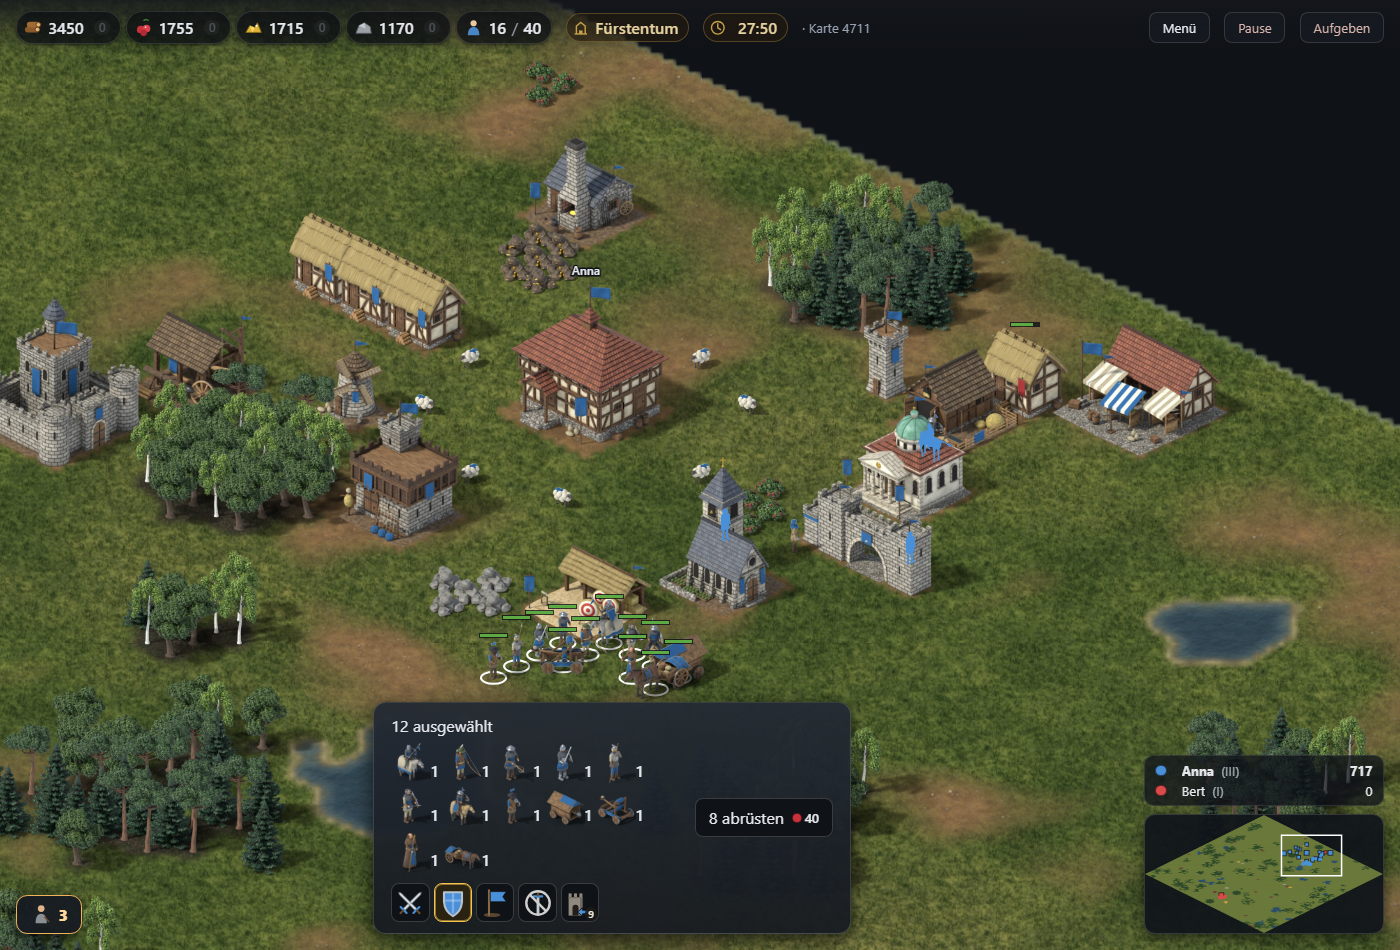 3450 0
1755 0
1715 0
1170 0
16 / 40
Fürstentum
27:50
· Karte 4711
Menü
Pause
Aufgeben
Anna
12 ausgewählt
1 1 1 1 1
1 1 1 1 1
1 1
8 abrüsten 40
9
3
Anna (III) 717
Bert (I) 0